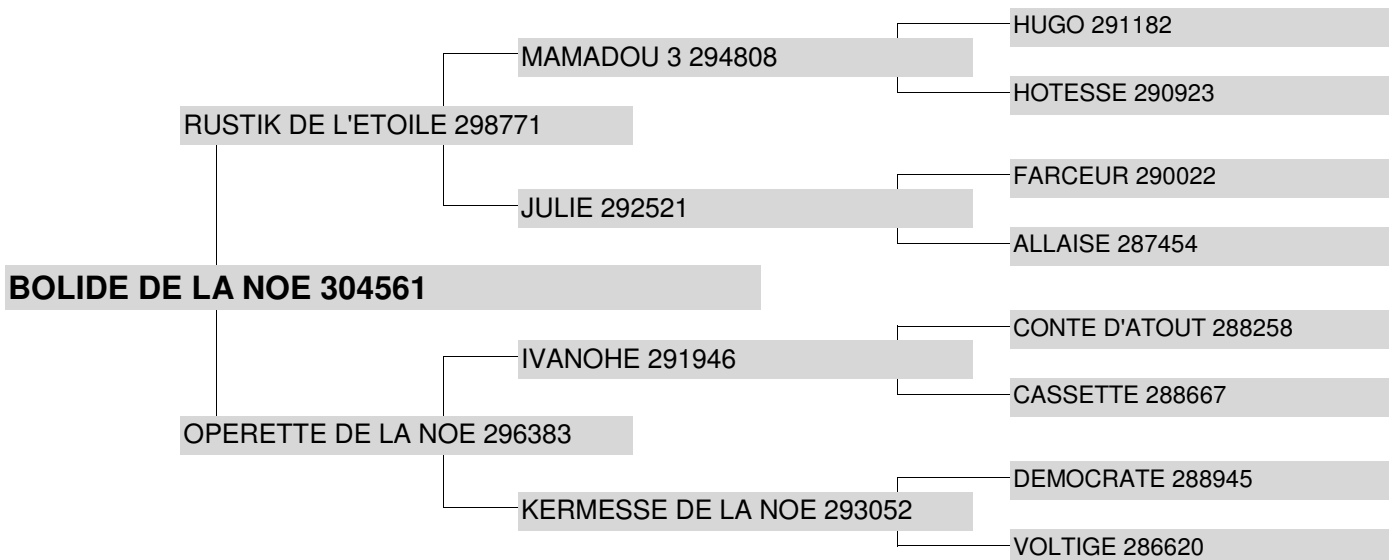 HUGO 291182
MAMADOU 3 294808
HOTESSE 290923
RUSTIK DE L'ETOILE 298771
FARCEUR 290022
JULIE 292521
ALLAISE 287454
BOLIDE DE LA NOE 304561
CONTE D'ATOUT 288258
IVANOHE 291946
CASSETTE 288667
OPERETTE DE LA NOE 296383
DEMOCRATE 288945
KERMESSE DE LA NOE 293052
VOLTIGE 286620